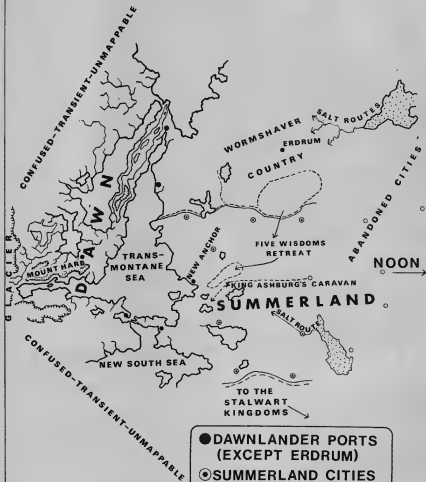 CONFUSED-TRANSIENT-UNMAPPABLE
WORMSHAVER
COUNTRY
SALT ROUTES
ERDRUM
ABANDONED CITIES
DAWN
GLACIER
MOUNT HARB
TRANS-
MONTANE
SEA
NEW ANCHOR
FIVE WISDOMS
RETREAT
NOON
KING ASHBURG'S CARAVAN
SUMMERLAND
SALT ROUTE
NEW SOUTH SEA
CONFUSED-TRANSIENT-UNMAPPABLE
TO THE
STALWART
KINGDOMS
DAWNLANDER PORTS
(EXCEPT ERDRUM)
SUMMERLAND CITIES